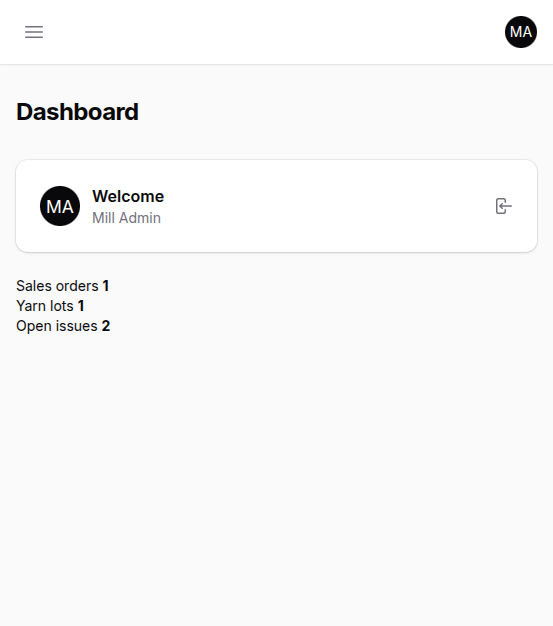 MA
Dashboard
MA
Welcome
Mill Admin
Sales orders 1
Yarn lots 1
Open issues 2